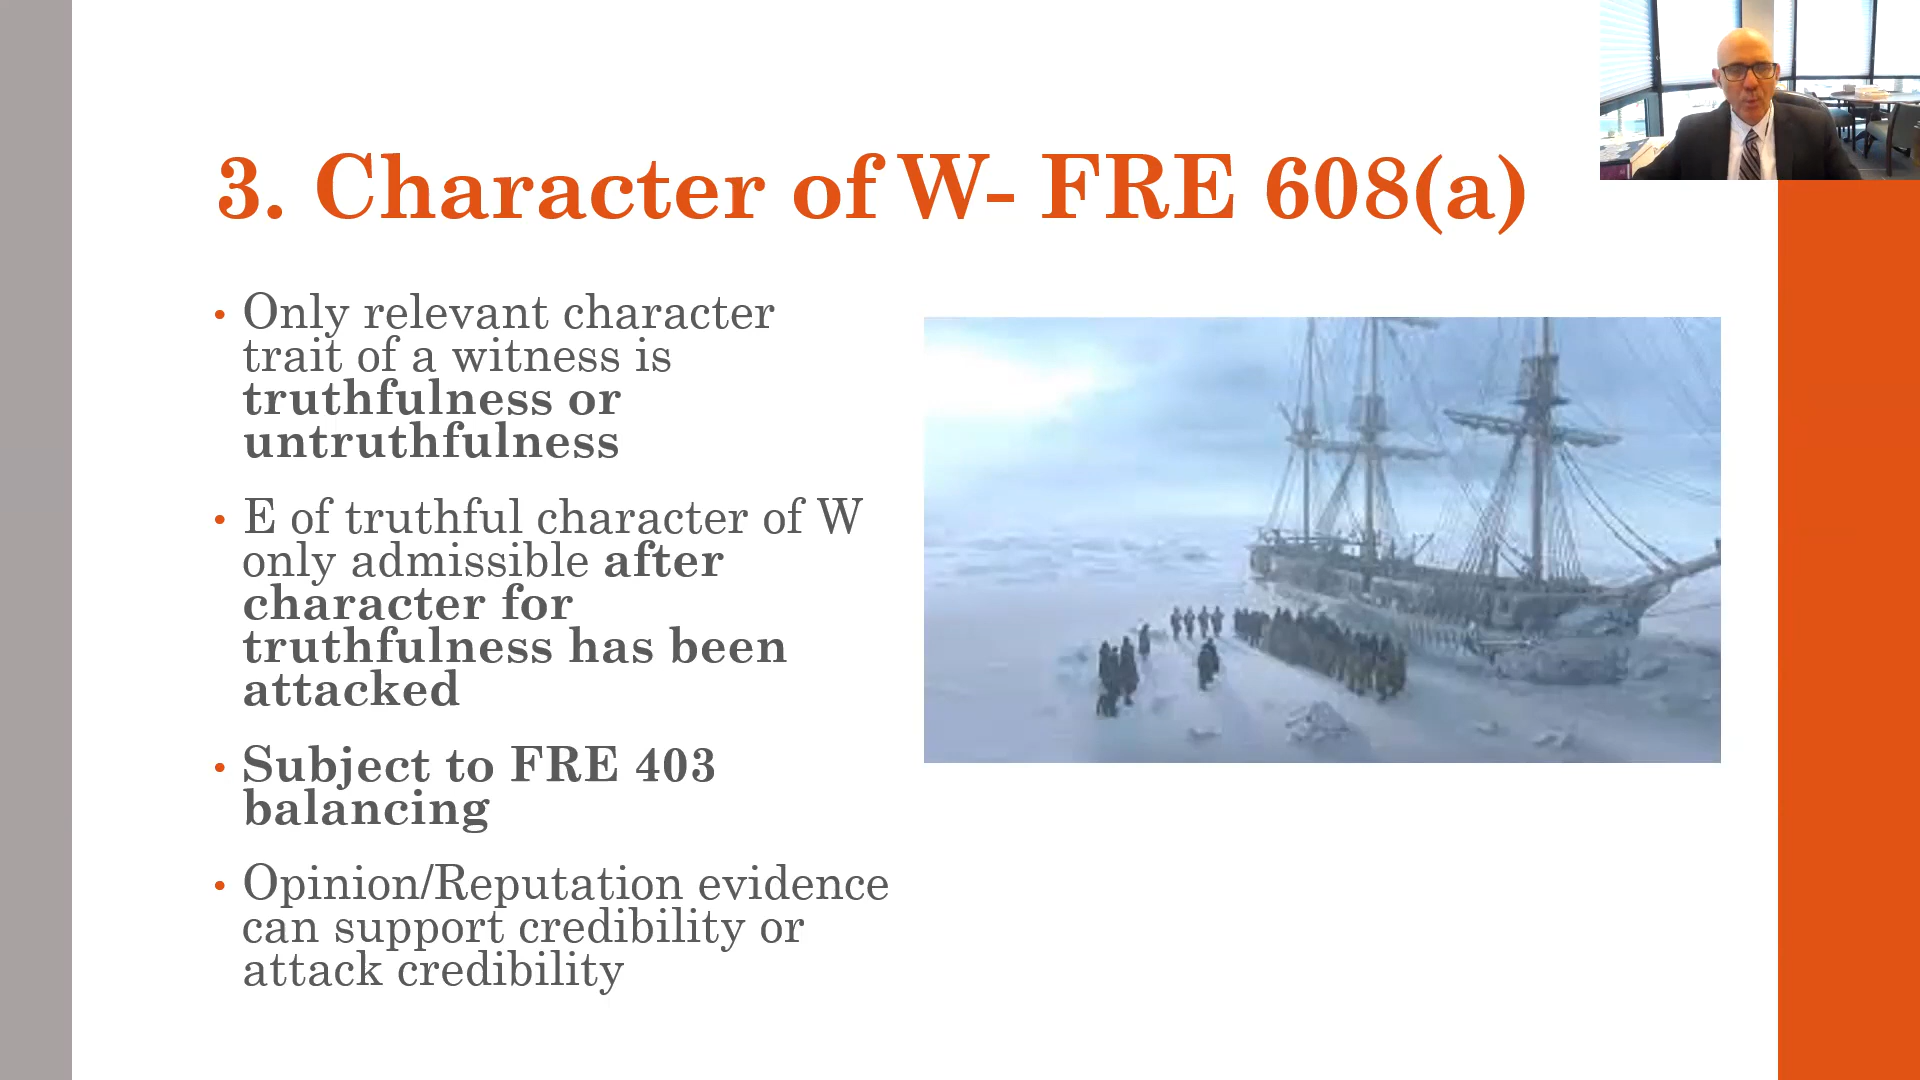 3. Character of W- FRE 608(a)
• Only relevant character
trait of a witness is
truthfulness or
untruthfulness
• E of truthful character of W
only admissible after
character for
truthfulness has been
attacked
• Subject to FRE 403
balancing
• Opinion/Reputation evidence
can support credibility or
attack credibility